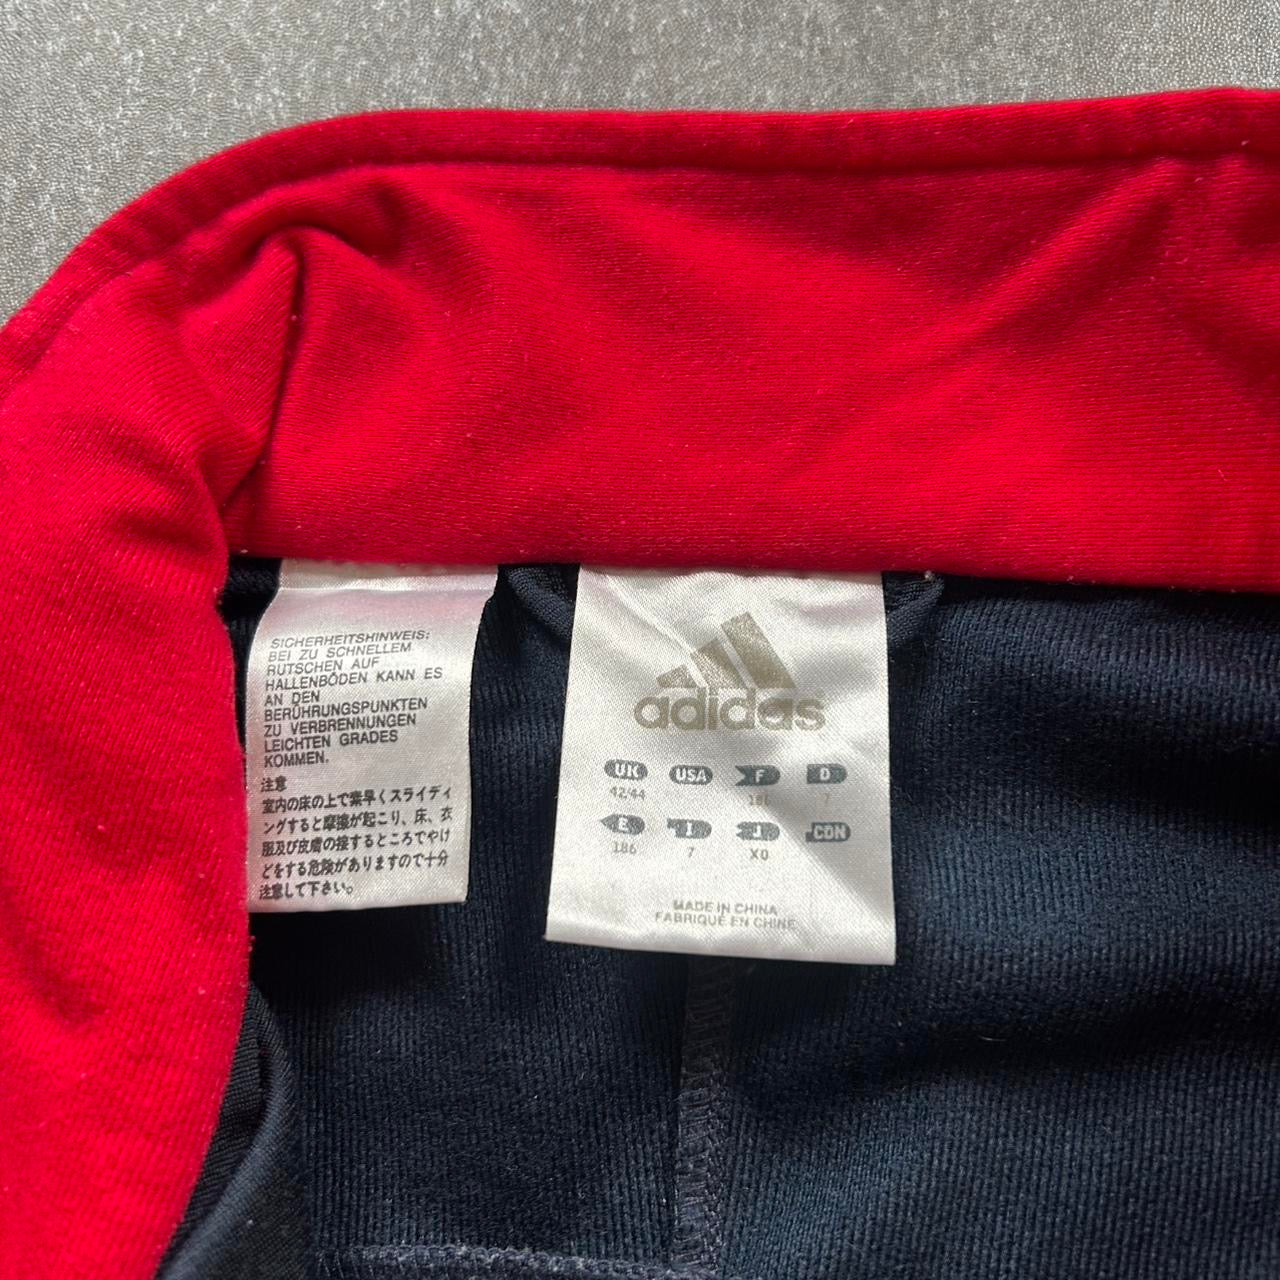 SICHERHEITSHINWEIS:
BEI ZU SCHNELLEM
RUTSCHEN AUF
HALLENBÖDEN KANN ES
AN DEN
BERÜHRUNGSPUNKTEN
ZU VERBRENNUNGEN
LEICHTEN GRADES
KOMMEN.
注意
室内の床の上で素早くスライディ
ングすると摩擦が起こり、床、衣
服及び皮膚の接するところでやけ
どをする危険がありますので十分
注意して下さい。
adidas
UK USA F D
42/44 7
E I J CDN
186 7 XO
MADE IN CHINA
FABRIQUÉ EN CHINE